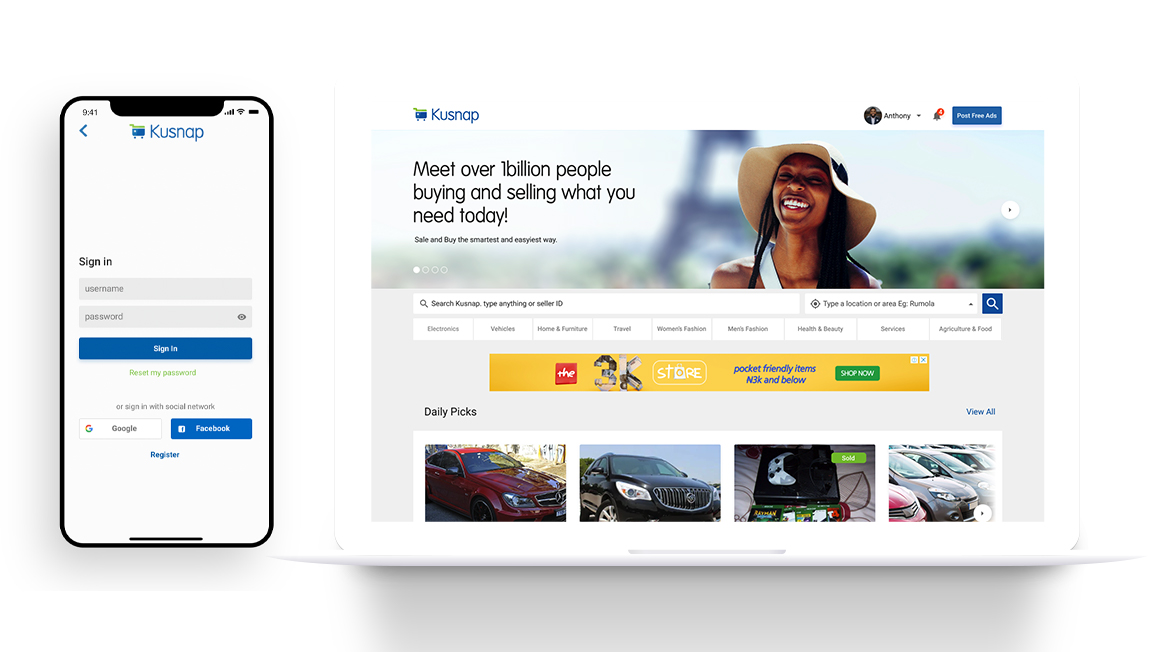 9:41
Kusnap
Sign in
username
password
Sign In
Reset my password
or sign in with social network
Google
Facebook
Register
Kusnap
Anthony
4
Post Free Ads
Meet over 1billion people
buying and selling what you
need today!
Sale and Buy the smartest and easyiest way.
Search Kusnap. type anything or seller ID
Type a location or area Eg: Rumola
Electronics
Vehicles
Home & Furniture
Travel
Women's Fashion
Men's Fashion
Health & Beauty
Services
Agriculture & Food
the
3K
STORE
pocket friendly items
N3k and below
SHOP NOW
Daily Picks
View All
Sold
RAYMAN